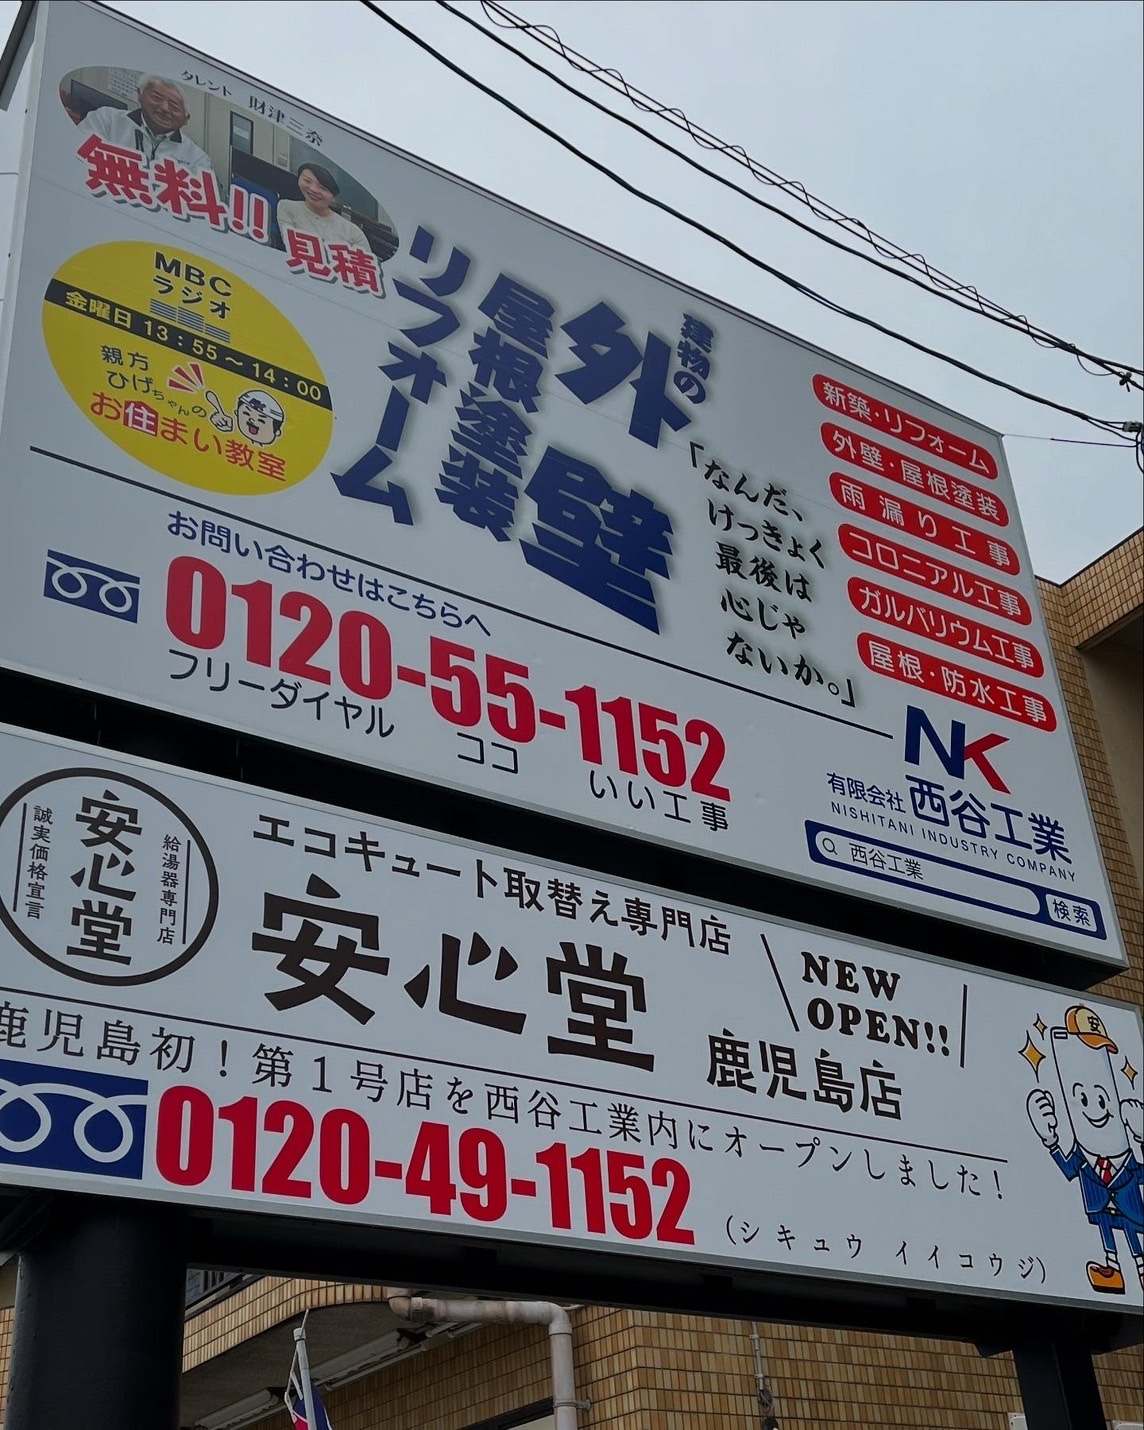 タレント 財津三奈
無料!!
見積
MBC
ラジオ
金曜日 13：55～14：00
親方
ひげちゃんの
お住まい教室
建物の
外壁
屋根塗装
リフォーム
「なんだ、
けっきょく
最後は
心じゃ
ないか。」
新築・リフォーム
外壁・屋根塗装
雨漏り工事
コロニアル工事
ガルバリウム工事
屋根・防水工事
お問い合わせはこちらへ
0120-55-1152
フリーダイヤル ココ いい工事
NK
有限会社 西谷工業
NISHITANI INDUSTRY COMPANY
西谷工業 検索
給湯器専門店
安心堂
誠実価格宣言
エコキュート取替え専門店
安心堂
鹿児島店
NEW
OPEN!!
安
鹿児島初！第１号店を西谷工業内にオープンしました！
0120-49-1152
（シキュウ イイコウジ）